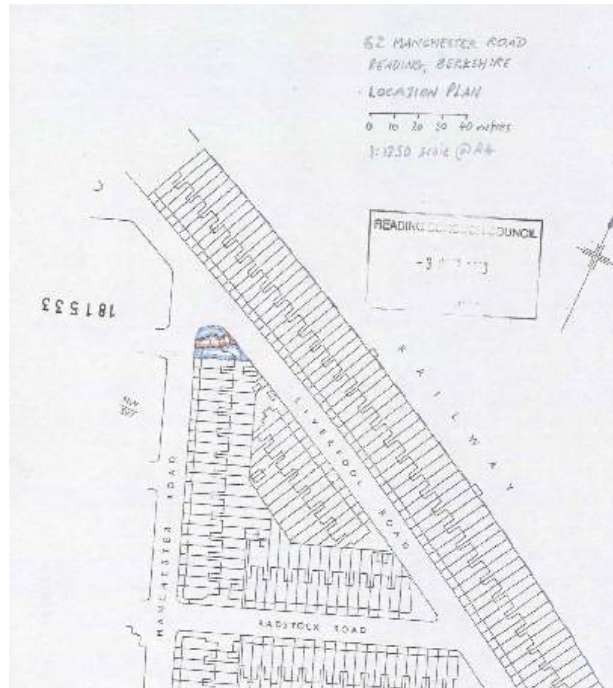 62 MANCHESTER ROAD
READING, BERKSHIRE
LOCATION PLAN
0 10 20 30 40 metres
1:1250 scale @ A4
READING BOROUGH COUNCIL
181533
RAILWAY
LIVERPOOL ROAD
MANCHESTER ROAD
RADSTOCK ROAD